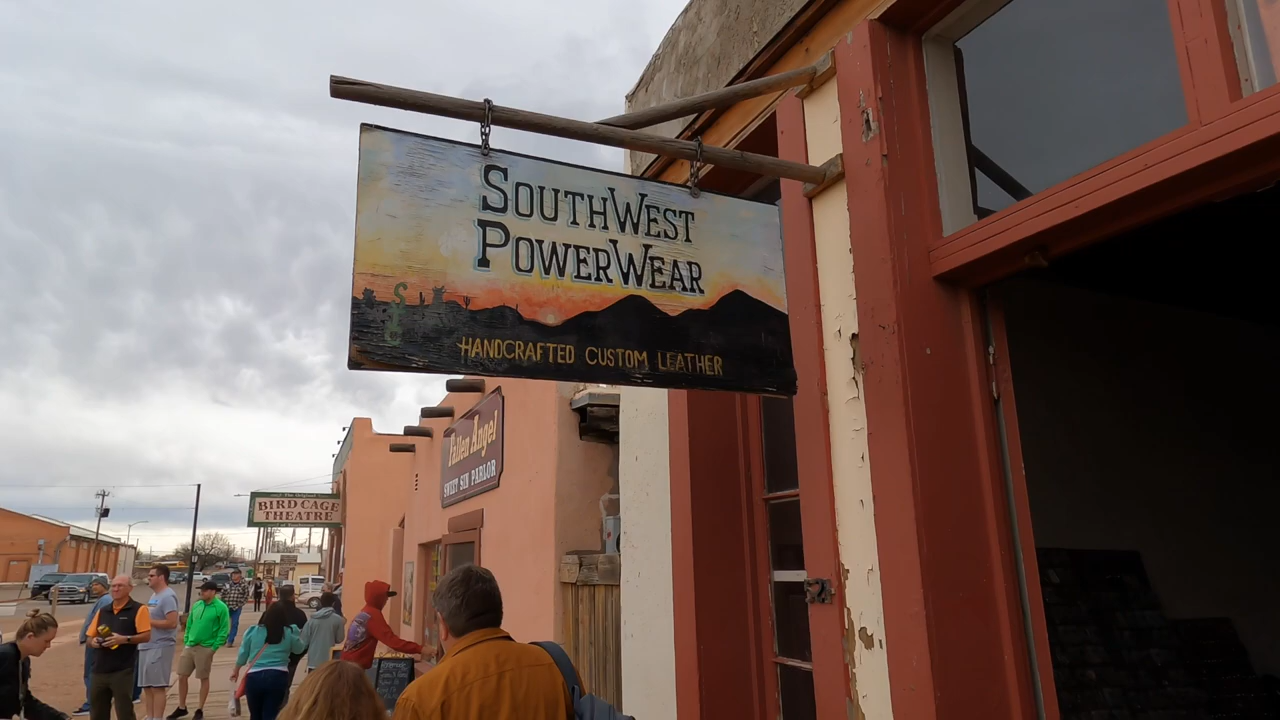 SOUTHWEST
POWERWEAR
HANDCRAFTED CUSTOM LEATHER
Fallen Angel
SWEET SIN PARLOR
The Original
BIRD CAGE
THEATRE